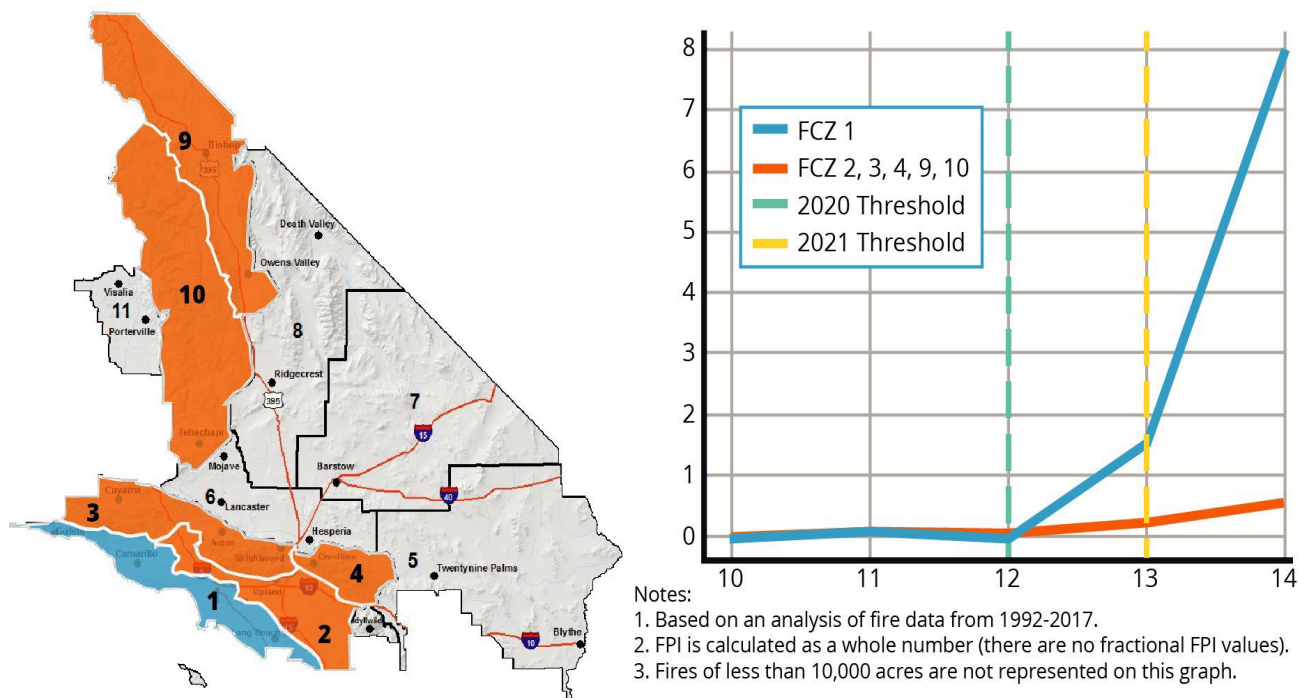 9
Bishop
395
Death Valley
Owens Valley
10
Visalia
11
Porterville
8
Ridgecrest
395
7
15
Tehachapi
Mojave
Barstow
40
6
Lancaster
Cuyama
3
Hesperia
Acton
Wrightwood
Crestline
4
5
Twentynine Palms
Goleta
Camarillo
5
Upland
10
1
2
Long Beach
Idyllwild
Blythe
10
8
7
6
5
4
3
2
1
0
FCZ 1
FCZ 2, 3, 4, 9, 10
2020 Threshold
2021 Threshold
10
11
12
13
14
Notes:
1. Based on an analysis of fire data from 1992-2017.
2. FPI is calculated as a whole number (there are no fractional FPI values).
3. Fires of less than 10,000 acres are not represented on this graph.